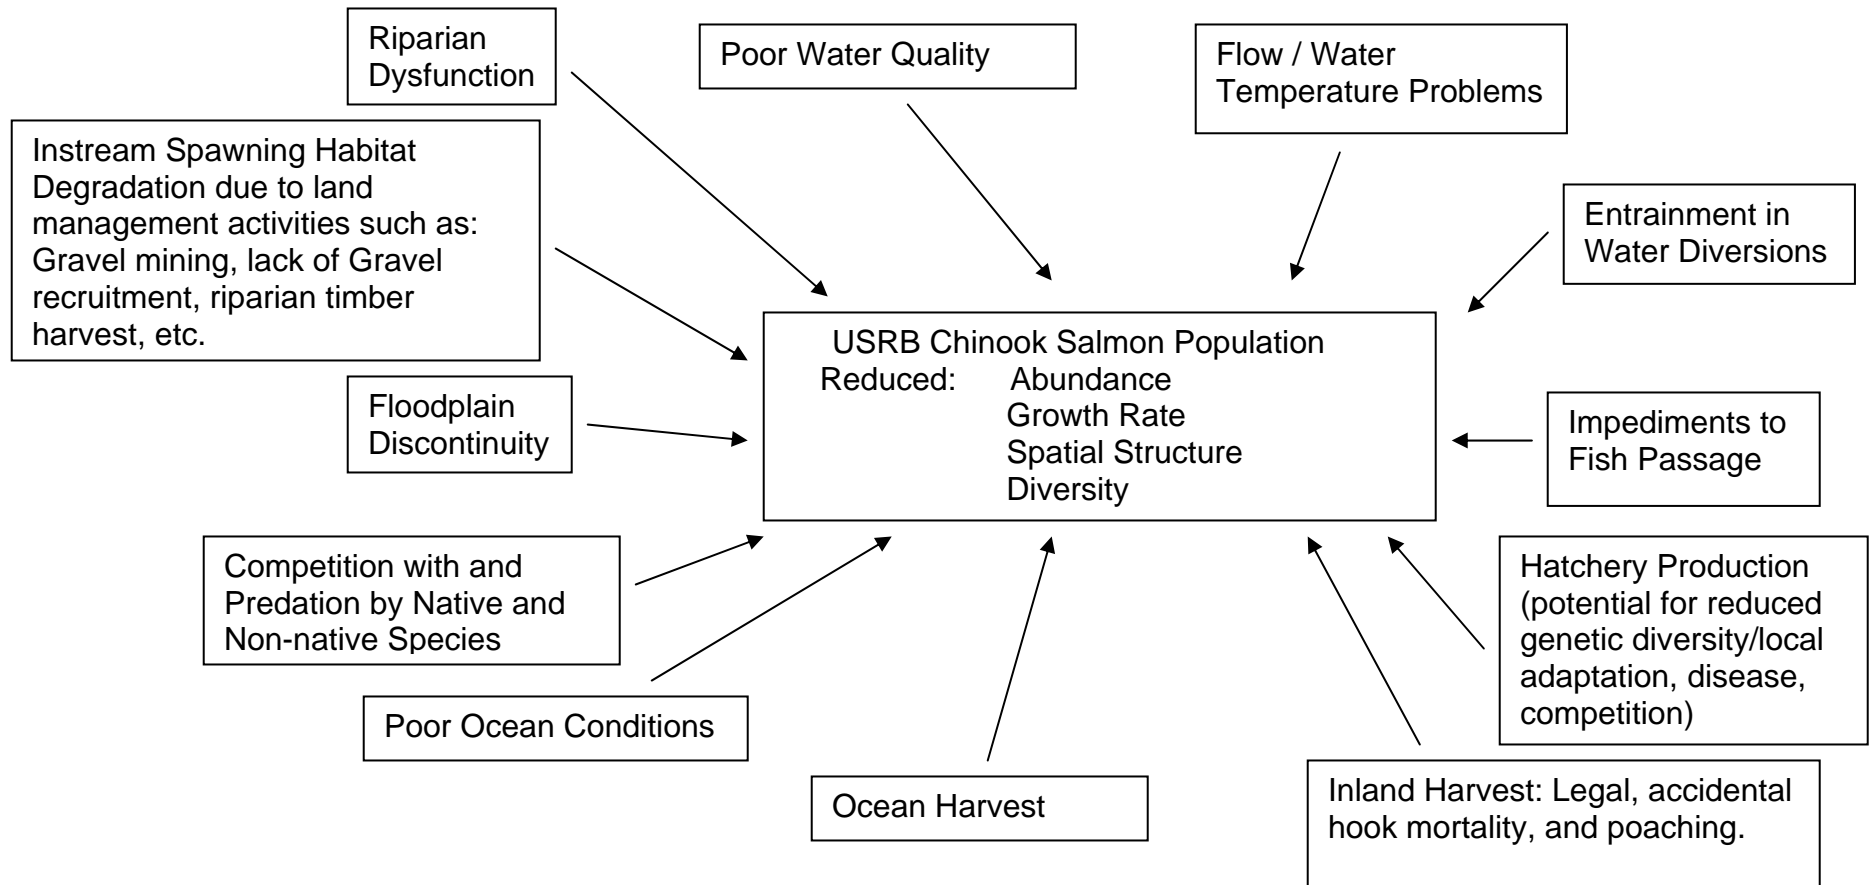 Riparian
Dysfunction
Poor Water Quality
Flow / Water
Temperature Problems
Instream Spawning Habitat
Degradation due to land
management activities such as:
Gravel mining, lack of Gravel
recruitment, riparian timber
harvest, etc.
Entrainment in
Water Diversions
USRB Chinook Salmon Population
Reduced: Abundance
Growth Rate
Spatial Structure
Diversity
Floodplain
Discontinuity
Impediments to
Fish Passage
Competition with and
Predation by Native and
Non-native Species
Hatchery Production
(potential for reduced
genetic diversity/local
adaptation, disease,
competition)
Poor Ocean Conditions
Ocean Harvest
Inland Harvest: Legal, accidental
hook mortality, and poaching.